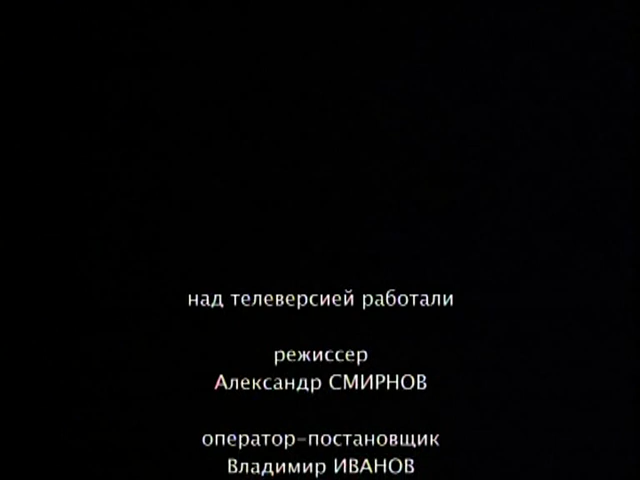 над телеверсией работали
режиссер
Александр СМИРНОВ
оператор-постановщик
Владимир ИВАНОВ